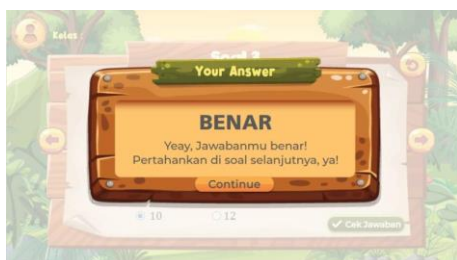 Kelas
Soal 3
Your Answer
BENAR
Yeay, Jawabanmu benar!
Pertahankan di soal selanjutnya, ya!
Continue
10
12
Cek Jawaban